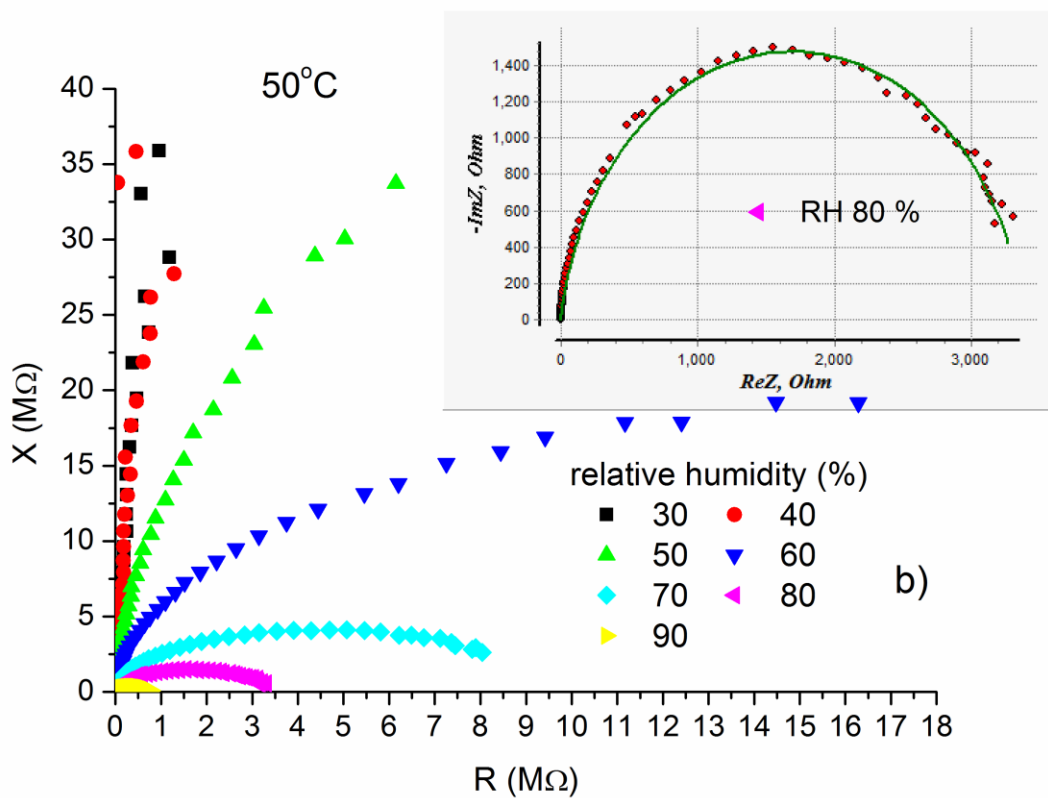 50°C
X (MΩ)
40
35
30
25
20
15
10
5
0
0 1 2 3 4 5 6 7 8 9 10 11 12 13 14 15 16 17 18
R (MΩ)
-ImZ, Ohm
1,400
1,200
1,000
800
600
400
200
0
0 1,000 2,000 3,000
ReZ, Ohm
RH 80 %
relative humidity (%)
30 40
50 60
70 80
90
b)